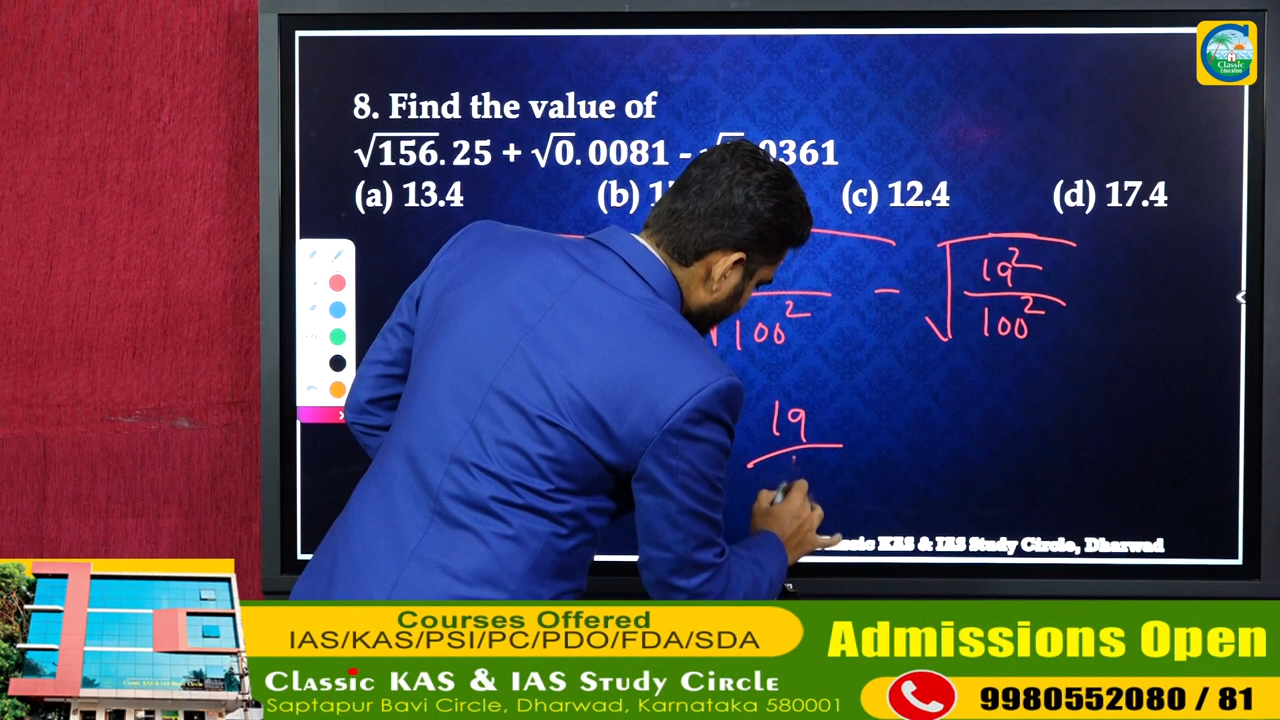 Classic
Education
8. Find the value of
√156.25 + √0.0081 - √ .0361
(a) 13.4 (b) 1 (c) 12.4 (d) 17.4
100² - √19²/100²
19
KAS & IAS Study Circle, Dharwad
Courses Offered
IAS/KAS/PSI/PC/PDO/FDA/SDA
Classic KAS & IAS Study Circle
Saptapur Bavi Circle, Dharwad, Karnataka 580001
Admissions Open
9980552080 / 81